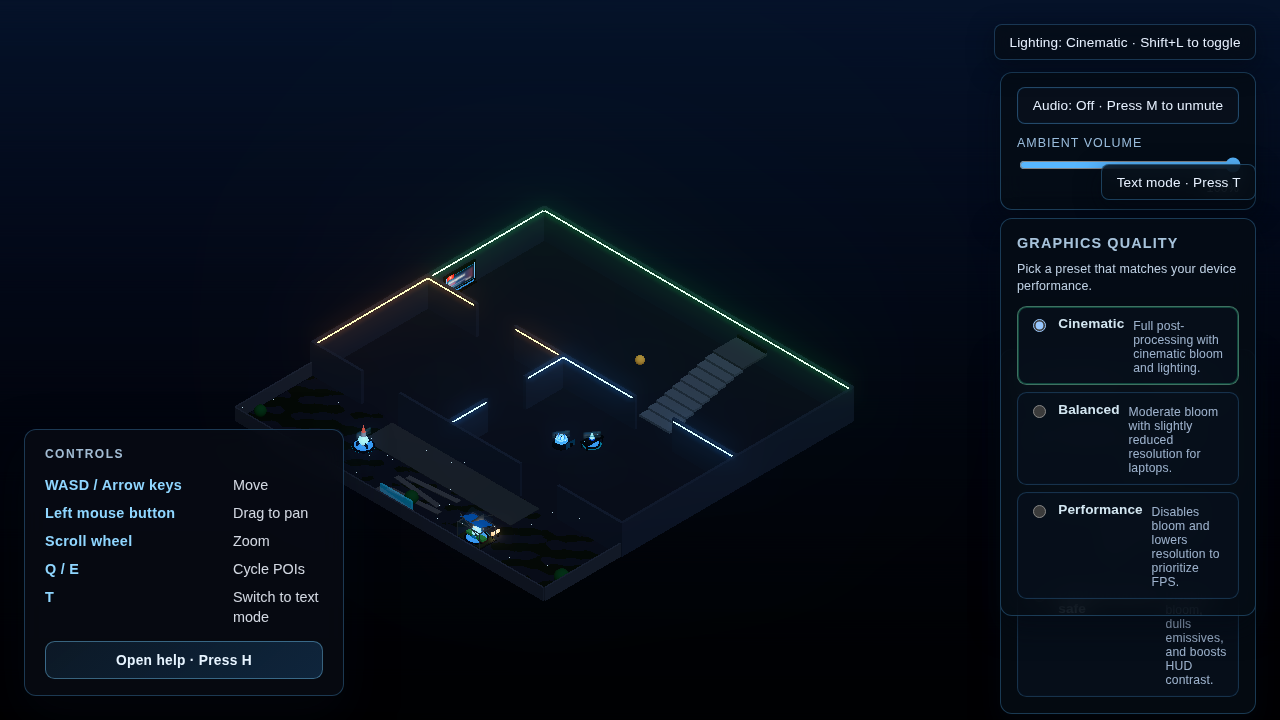 Lighting: Cinematic · Shift+L to toggle
Audio: Off · Press M to unmute
AMBIENT VOLUME
Text mode · Press T
GRAPHICS QUALITY
Pick a preset that matches your device
performance.
Cinematic
Full post-
processing with
cinematic bloom
and lighting.
Balanced
Moderate bloom
with slightly
reduced
resolution for
laptops.
Performance
Disables
bloom and
lowers
resolution to
prioritize
FPS.
safe
bloom,
dulls
emissives,
and boosts
HUD
contrast.
CONTROLS
WASD / Arrow keys Move
Left mouse button Drag to pan
Scroll wheel Zoom
Q / E Cycle POIs
T Switch to text
mode
Open help · Press H